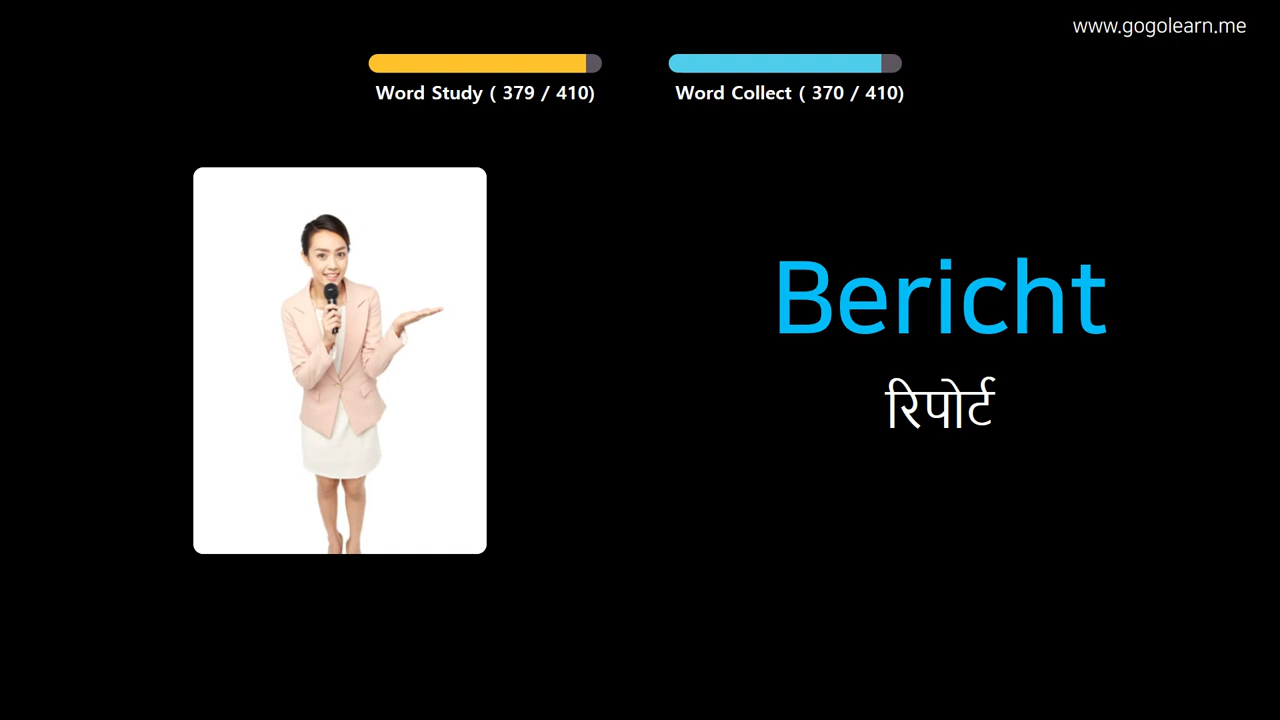 www.gogolearn.me
Word Study ( 379 / 410)
Word Collect ( 370 / 410)
Bericht
रिपोर्ट